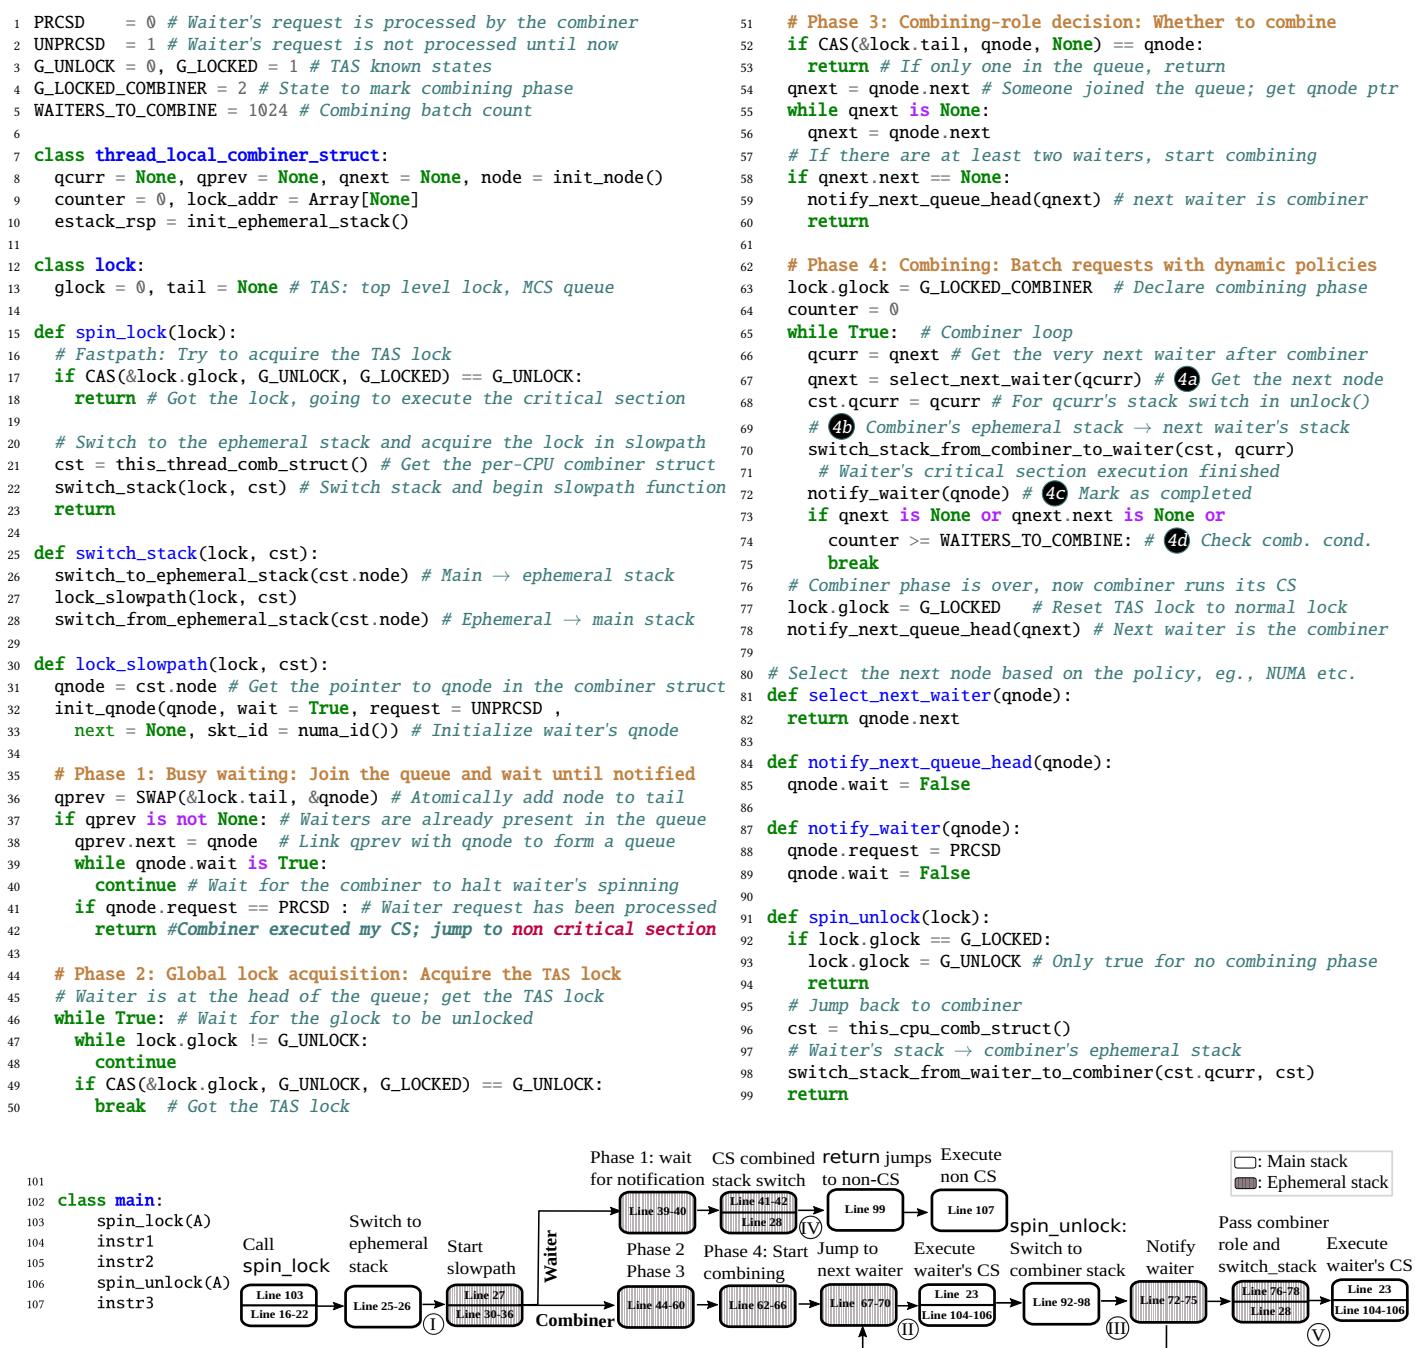 1 PRCSD    = 0 # Waiter's request is processed by the combiner
2 UNPRCSD  = 1 # Waiter's request is not processed until now
3 G_UNLOCK = 0, G_LOCKED = 1 # TAS known states
4 G_LOCKED_COMBINER = 2 # State to mark combining phase
5 WAITERS_TO_COMBINE = 1024 # Combining batch count
6
7 class thread_local_combiner_struct:
8   qcurr = None, qprev = None, qnext = None, node = init_node()
9   counter = 0, lock_addr = Array[None]
10   estack_rsp = init_ephemeral_stack()
11
12 class lock:
13   glock = 0, tail = None # TAS: top level lock, MCS queue
14
15 def spin_lock(lock):
16   # Fastpath: Try to acquire the TAS lock
17   if CAS(&lock.glock, G_UNLOCK, G_LOCKED) == G_UNLOCK:
18     return # Got the lock, going to execute the critical section
19
20   # Switch to the ephemeral stack and acquire the lock in slowpath
21   cst = this_thread_comb_struct() # Get the per-CPU combiner struct
22   switch_stack(lock, cst) # Switch stack and begin slowpath function
23   return
24
25 def switch_stack(lock, cst):
26   switch_to_ephemeral_stack(cst.node) # Main → ephemeral stack
27   lock_slowpath(lock, cst)
28   switch_from_ephemeral_stack(cst.node) # Ephemeral → main stack
29
30 def lock_slowpath(lock, cst):
31   qnode = cst.node # Get the pointer to qnode in the combiner struct
32   init_qnode(qnode, wait = True, request = UNPRCSD ,
33     next = None, skt_id = numa_id()) # Initialize waiter's qnode
34
35   # Phase 1: Busy waiting: Join the queue and wait until notified
36   qprev = SWAP(&lock.tail, &qnode) # Atomically add node to tail
37   if qprev is not None: # Waiters are already present in the queue
38     qprev.next = qnode  # Link qprev with qnode to form a queue
39     while qnode.wait is True:
40       continue # Wait for the combiner to halt waiter's spinning
41     if qnode.request == PRCSD : # Waiter request has been processed
42       return #Combiner executed my CS; jump to non critical section
43
44   # Phase 2: Global lock acquisition: Acquire the TAS lock
45   # Waiter is at the head of the queue; get the TAS lock
46   while True: # Wait for the glock to be unlocked
47     while lock.glock != G_UNLOCK:
48       continue
49     if CAS(&lock.glock, G_UNLOCK, G_LOCKED) == G_UNLOCK:
50       break  # Got the TAS lock
51   # Phase 3: Combining-role decision: Whether to combine
52   if CAS(&lock.tail, qnode, None) == qnode:
53     return # If only one in the queue, return
54   qnext = qnode.next # Someone joined the queue; get qnode ptr
55   while qnext is None:
56     qnext = qnode.next
57   # If there are at least two waiters, start combining
58   if qnext.next == None:
59     notify_next_queue_head(qnext) # next waiter is combiner
60     return
61
62   # Phase 4: Combining: Batch requests with dynamic policies
63   lock.glock = G_LOCKED_COMBINER  # Declare combining phase
64   counter = 0
65   while True:  # Combiner loop
66     qcurr = qnext # Get the very next waiter after combiner
67     qnext = select_next_waiter(qcurr) # 4a Get the next node
68     cst.qcurr = qcurr # For qcurr's stack switch in unlock()
69     # 4b Combiner's ephemeral stack → next waiter's stack
70     switch_stack_from_combiner_to_waiter(cst, qcurr)
71      # Waiter's critical section execution finished
72     notify_waiter(qnode) # 4c Mark as completed
73     if qnext is None or qnext.next is None or
74       counter >= WAITERS_TO_COMBINE: # 4d Check comb. cond.
75       break
76   # Combiner phase is over, now combiner runs its CS
77   lock.glock = G_LOCKED   # Reset TAS lock to normal lock
78   notify_next_queue_head(qnext) # Next waiter is the combiner
79
80 # Select the next node based on the policy, eg., NUMA etc.
81 def select_next_waiter(qnode):
82   return qnode.next
83
84 def notify_next_queue_head(qnode):
85   qnode.wait = False
86
87 def notify_waiter(qnode):
88   qnode.request = PRCSD
89   qnode.wait = False
90
91 def spin_unlock(lock):
92   if lock.glock == G_LOCKED:
93     lock.glock = G_UNLOCK # Only true for no combining phase
94     return
95   # Jump back to combiner
96   cst = this_cpu_comb_struct()
97   # Waiter's stack → combiner's ephemeral stack
98   switch_stack_from_waiter_to_combiner(cst.qcurr, cst)
99   return
101
102 class main:
103     spin_lock(A)
104     instr1
105     instr2
106     spin_unlock(A)
107     instr3
Call
spin_lock
Line 103
Line 16-22
Switch to
ephemeral
stack
Line 25-26
I
Start
slowpath
Line 27
Line 30-36
Waiter
Combiner
Phase 1: wait
for notification
Line 39-40
CS combined
stack switch
Line 41-42
Line 28
IV
return jumps
to non-CS
Line 99
Execute
non CS
Line 107
Phase 2
Phase 3
Line 44-60
Phase 4: Start
combining
Line 62-66
Jump to
next waiter
Line 67-70
II
Execute
waiter's CS
Line 23
Line 104-106
spin_unlock:
Switch to
combiner stack
Line 92-98
III
Notify
waiter
Line 72-75
Pass combiner
role and
switch_stack
Line 76-78
Line 28
V
Execute
waiter's CS
Line 23
Line 104-106
: Main stack
: Ephemeral stack